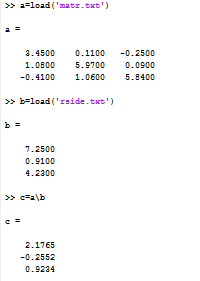 >> a=load('matr.txt')
a =
3.4500 0.1100 -0.2500
1.0800 5.9700 0.0900
-0.4100 1.0600 5.8400
>> b=load('rside.txt')
b =
7.2500
0.9100
4.2300
>> c=a\b
c =
2.1765
-0.2552
0.9234